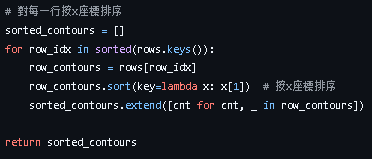 # 對每一行按x座標排序
sorted_contours = []
for row_idx in sorted(rows.keys()):
    row_contours = rows[row_idx]
    row_contours.sort(key=lambda x: x[1])  # 按x座標排序
    sorted_contours.extend([cnt for cnt, _ in row_contours])

return sorted_contours